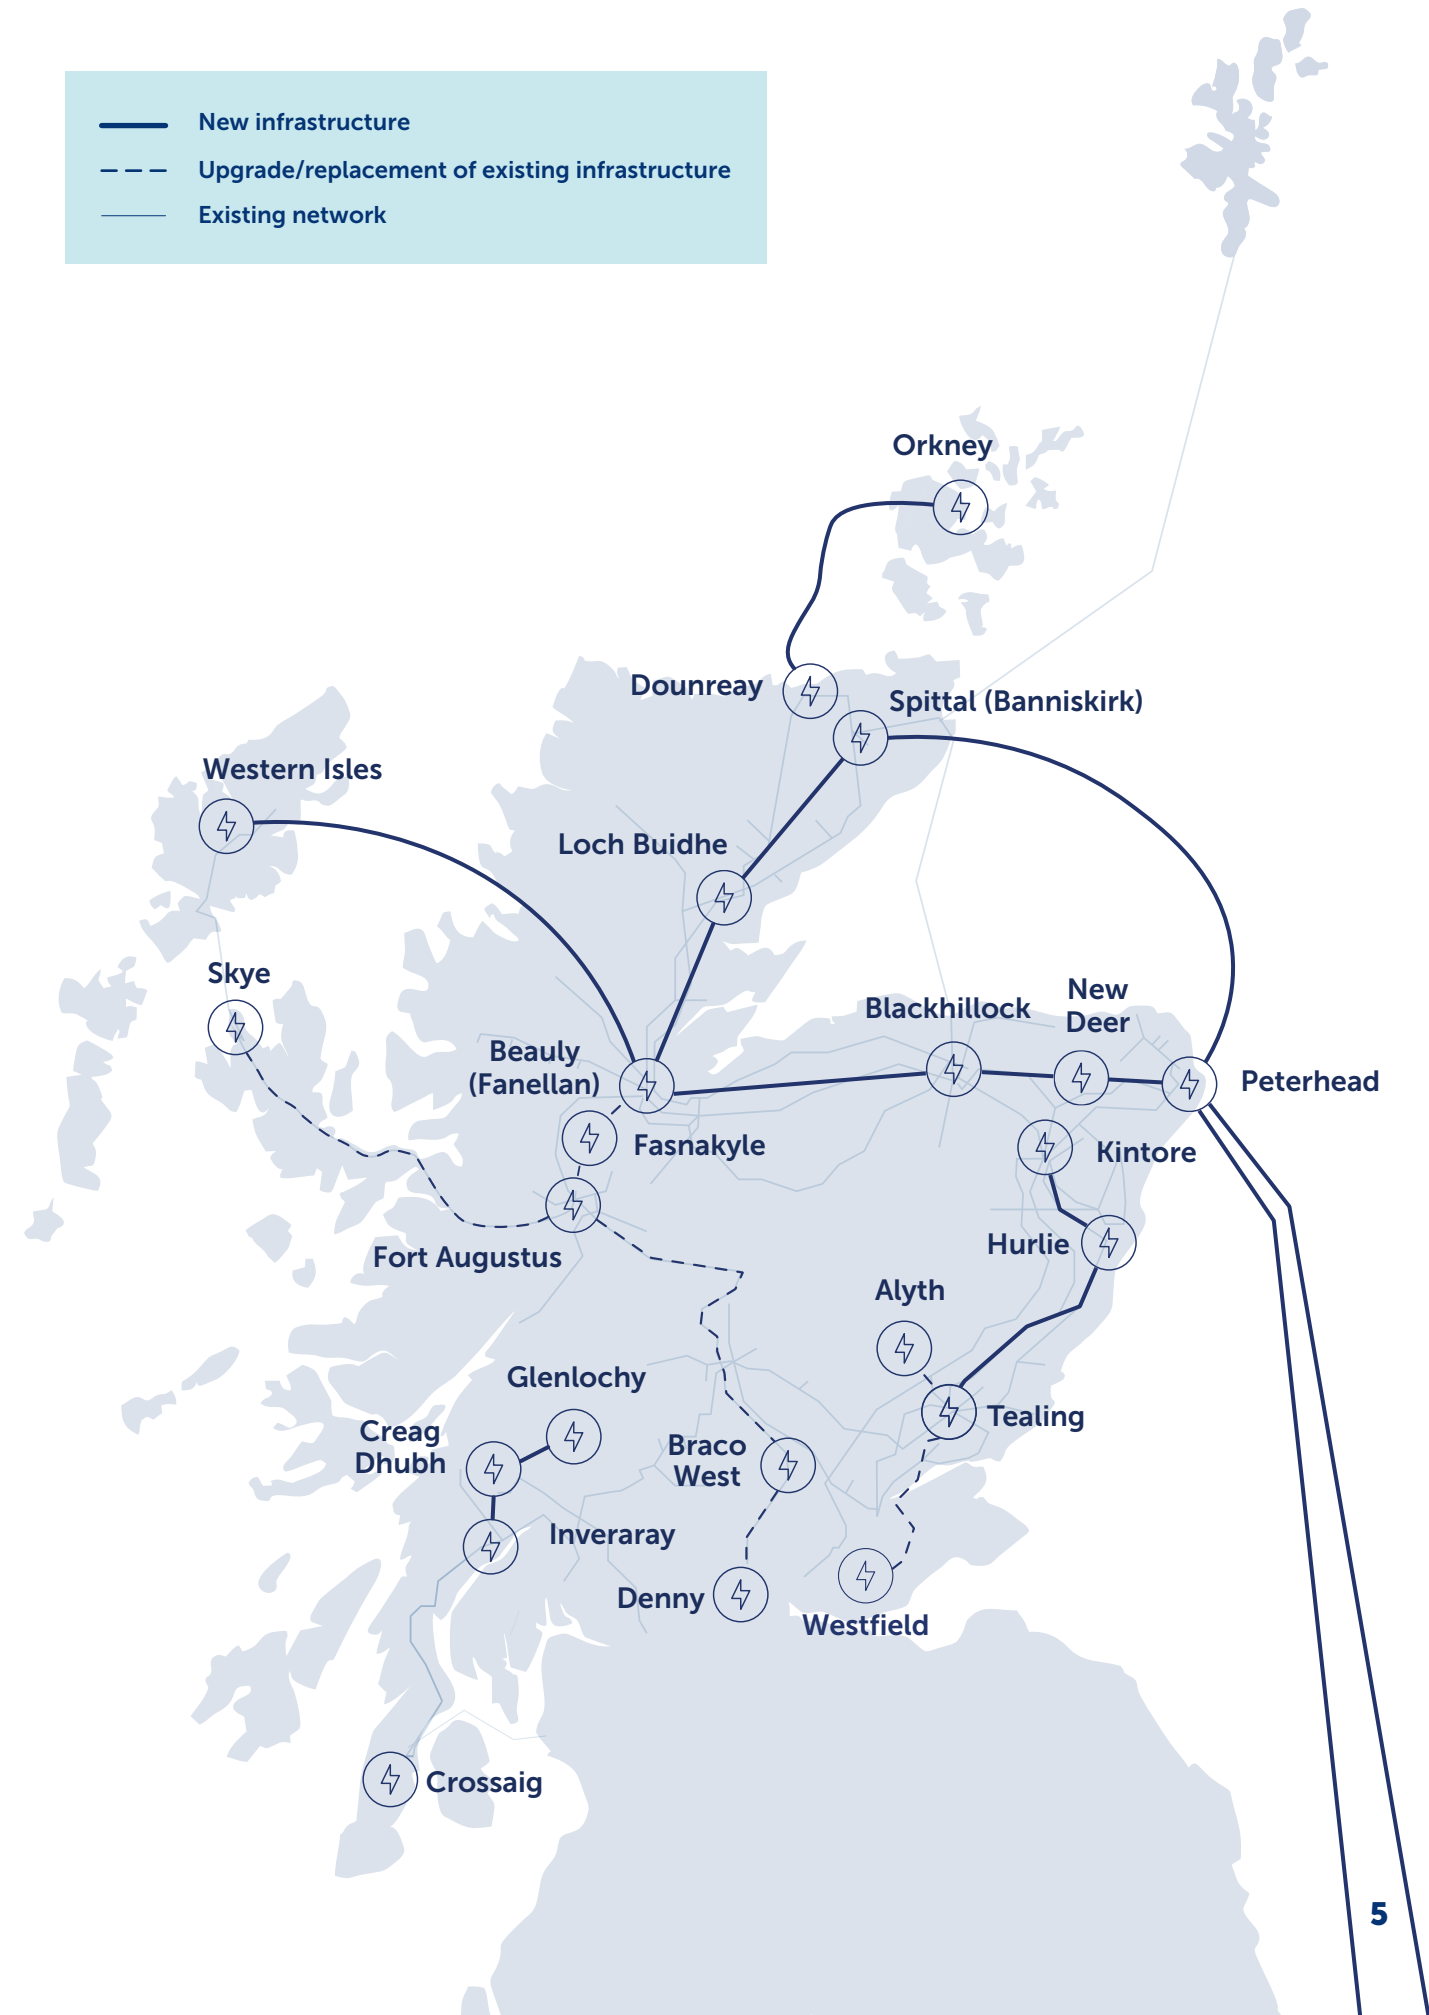 New infrastructure
Upgrade/replacement of existing infrastructure
Existing network
Orkney
Dounreay
Spittal (Banniskirk)
Western Isles
Loch Buidhe
Skye
Blackhillock
New
Deer
Beauly
(Fanellan)
Peterhead
Fasnakyle
Kintore
Fort Augustus
Hurlie
Alyth
Glenlochy
Creag
Dhubh
Braco
West
Tealing
Inveraray
Denny
Westfield
Crossaig
5